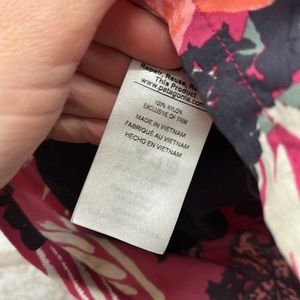 Repair, Reuse, Re
This Product
www.patagonia.com
100% NYLON
EXCLUSIVE OF TRIM
MADE IN VIETNAM
FABRIQUÉ AU VIETNAM
HECHO EN VIETNAM